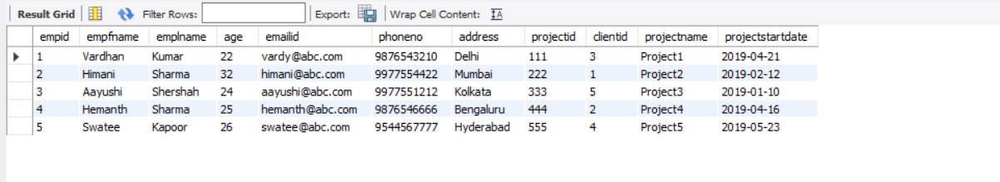 Result Grid Filter Rows: Export: Wrap Cell Content: IA
empid empfname emplname age emailid phoneno address projectid clientid projectname projectstartdate
1 Vardhan Kumar 22 vardy@abc.com 9876543210 Delhi 111 3 Project1 2019-04-21
2 Himani Sharma 32 himani@abc.com 9977554422 Mumbai 222 1 Project2 2019-02-12
3 Aayushi Shershah 24 aayushi@abc.com 9977551212 Kolkata 333 5 Project3 2019-01-10
4 Hemanth Sharma 25 hemanth@abc.com 9876546666 Bengaluru 444 2 Project4 2019-04-16
5 Swatee Kapoor 26 swatee@abc.com 9544567777 Hyderabad 555 4 Project5 2019-05-23